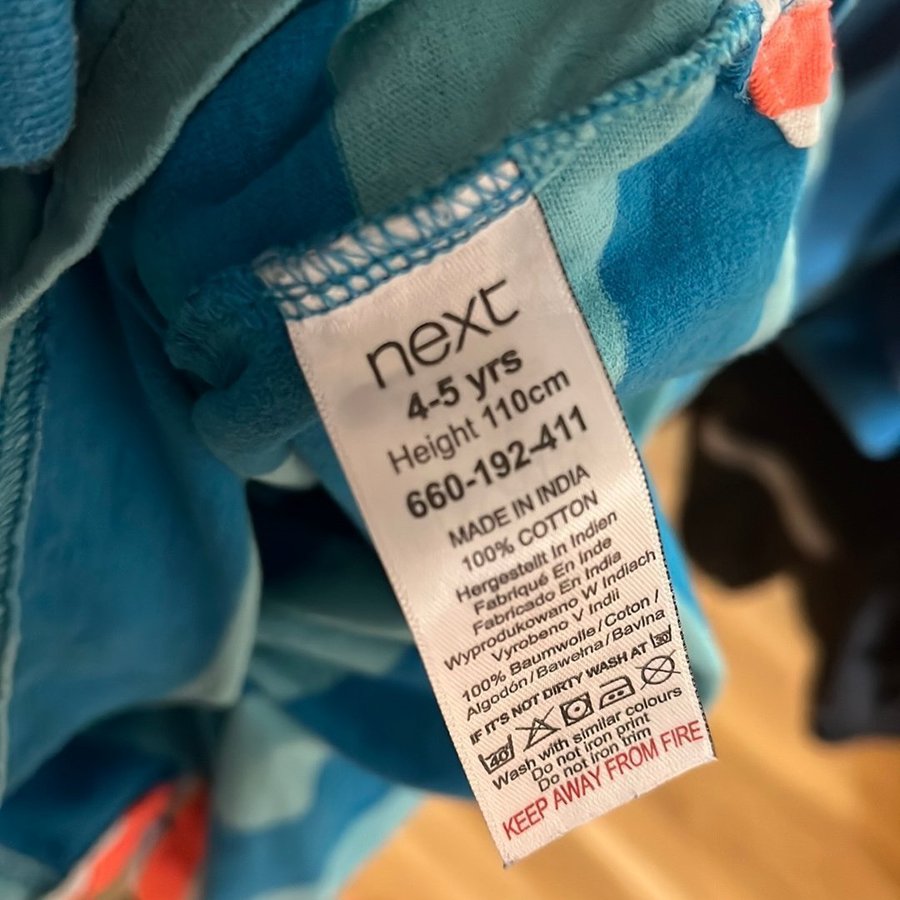 next
4-5 yrs
Height 110cm
660-192-411
MADE IN INDIA
100% COTTON
Hergestellt In Indien
Fabriqué En Inde
Fabricado En India
Wyprodukowano W Indiach
Vyrobeno V Indii
100% Baumwolle/Coton/
Algodón/Bawełna/Bavlna
IF IT'S NOT DIRTY WASH AT 30
40
Wash with similar colours
Do not iron print
Do not iron trim
KEEP AWAY FROM FIRE